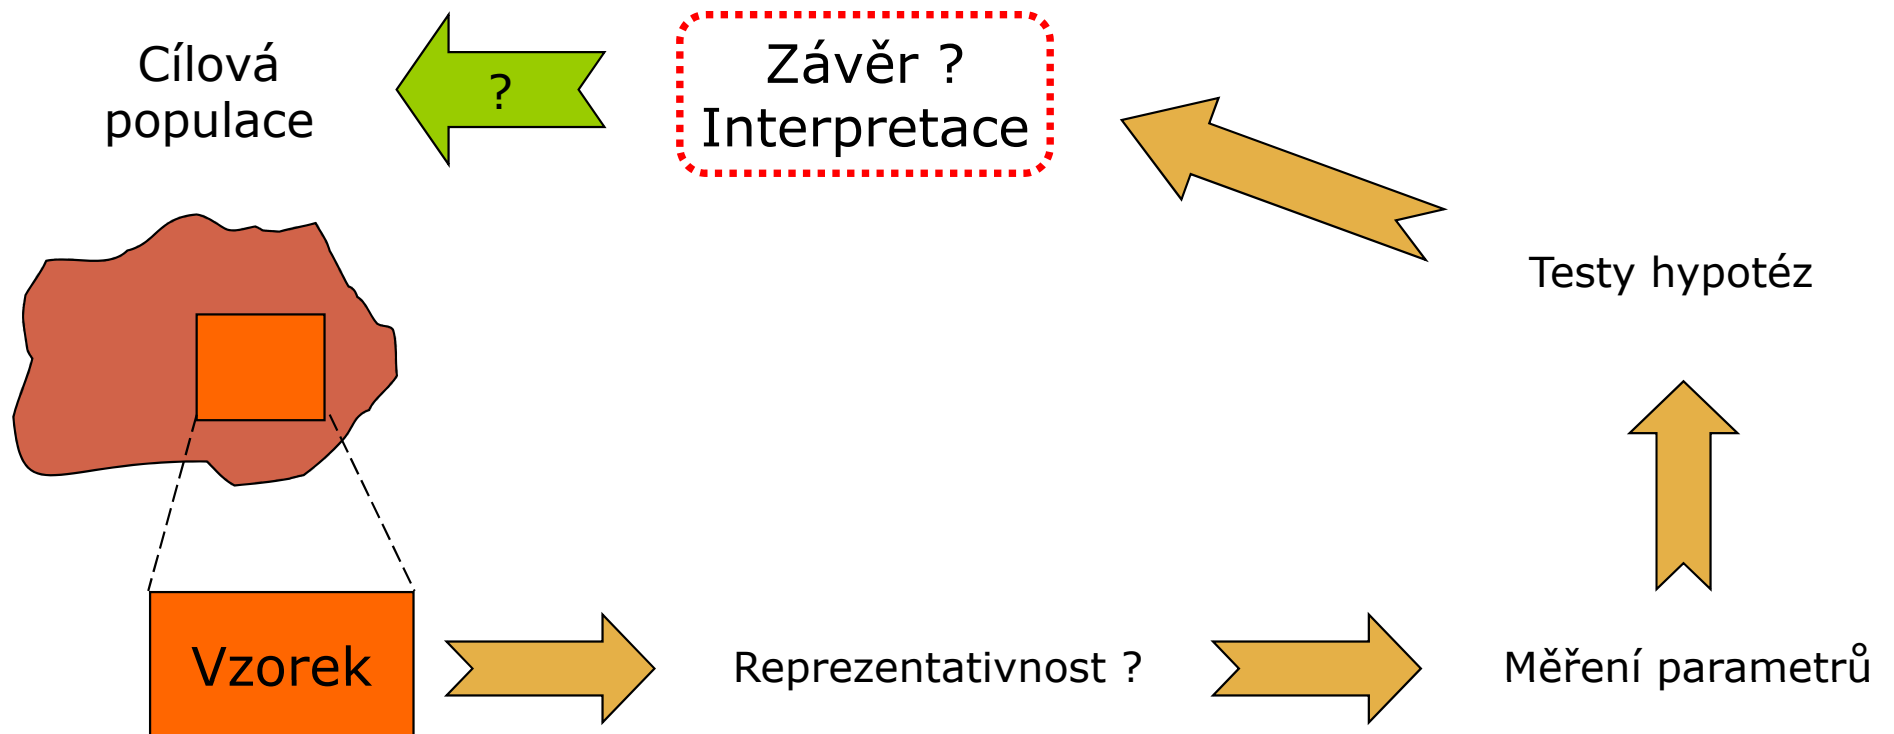 Cílová
populace
?
Závěr ?
Interpretace
Testy hypotéz
Vzorek
Reprezentativnost ?
Měření parametrů